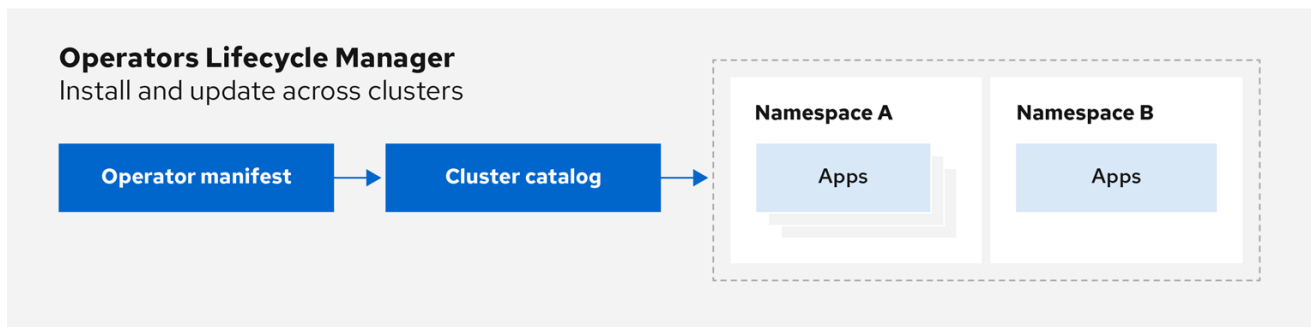 Operators Lifecycle Manager
Install and update across clusters
Operator manifest
Cluster catalog
Namespace A
Apps
Namespace B
Apps